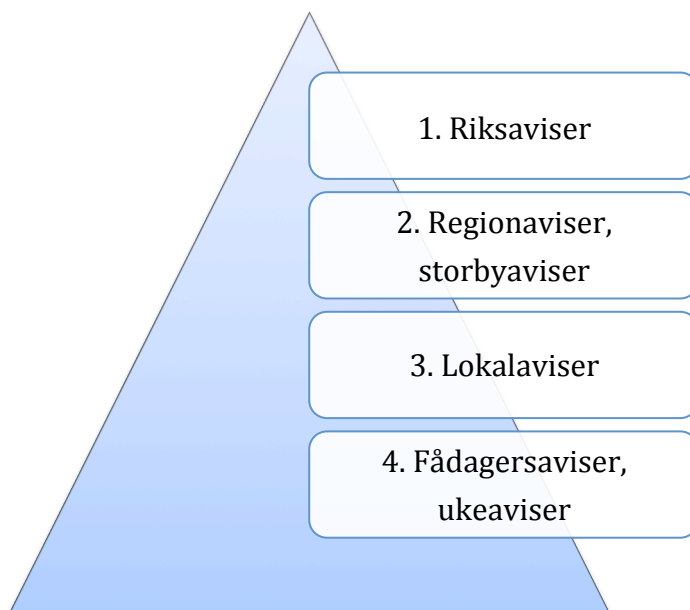 1. Riksaviser
2. Regionaviser,
storbyaviser
3. Lokalaviser
4. Fådagersaviser,
ukeaviser